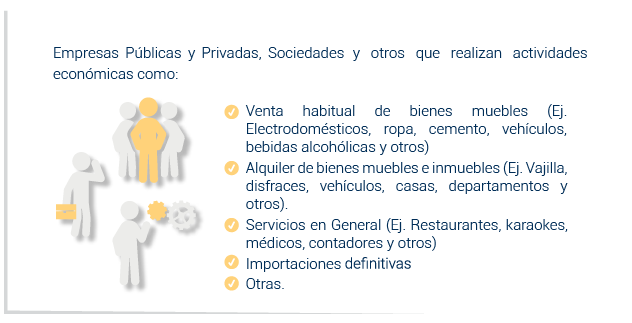 Empresas Públicas y Privadas, Sociedades y otros que realizan actividades
económicas como:
Venta habitual de bienes muebles (Ej.
Electrodomésticos, ropa, cemento, vehículos,
bebidas alcohólicas y otros)
Alquiler de bienes muebles e inmuebles (Ej. Vajilla,
disfraces, vehículos, casas, departamentos y
otros).
Servicios en General (Ej. Restaurantes, karaokes,
médicos, contadores y otros)
Importaciones definitivas
Otras.